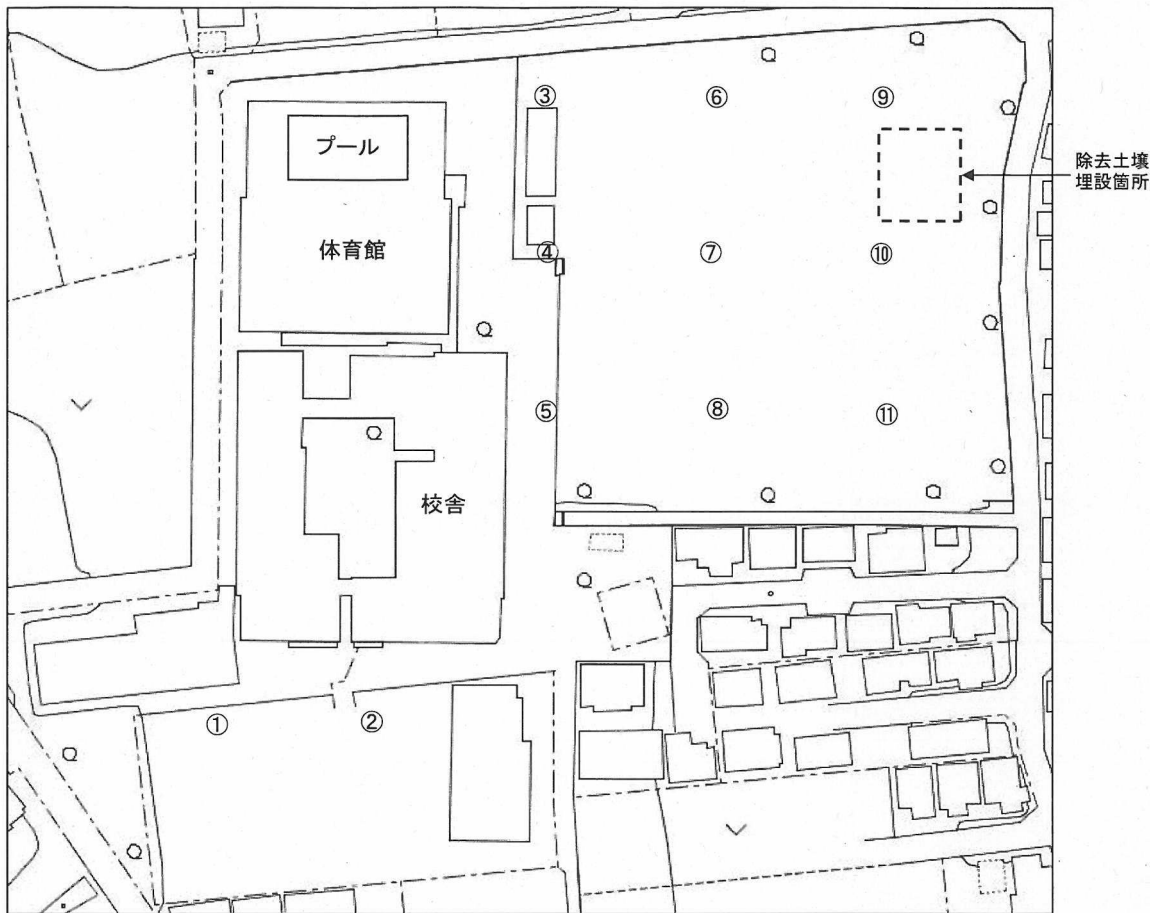 ③
⑥
⑨
プール
除去土壌
埋設箇所
体育館
④
⑦
⑩
⑤
⑧
⑪
校舎
①
②